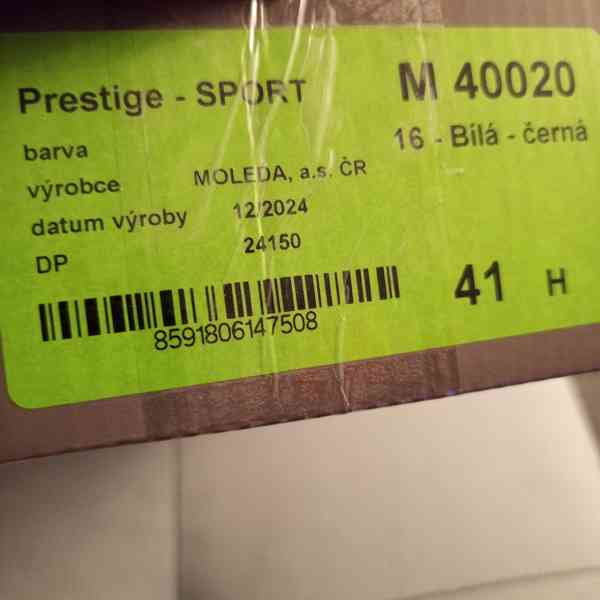 Prestige - SPORT M 40020
barva 16 - Bílá - černá
výrobce MOLEDA, a.s. ČR
datum výroby 12/2024
DP 24150
41 H
8591806147508